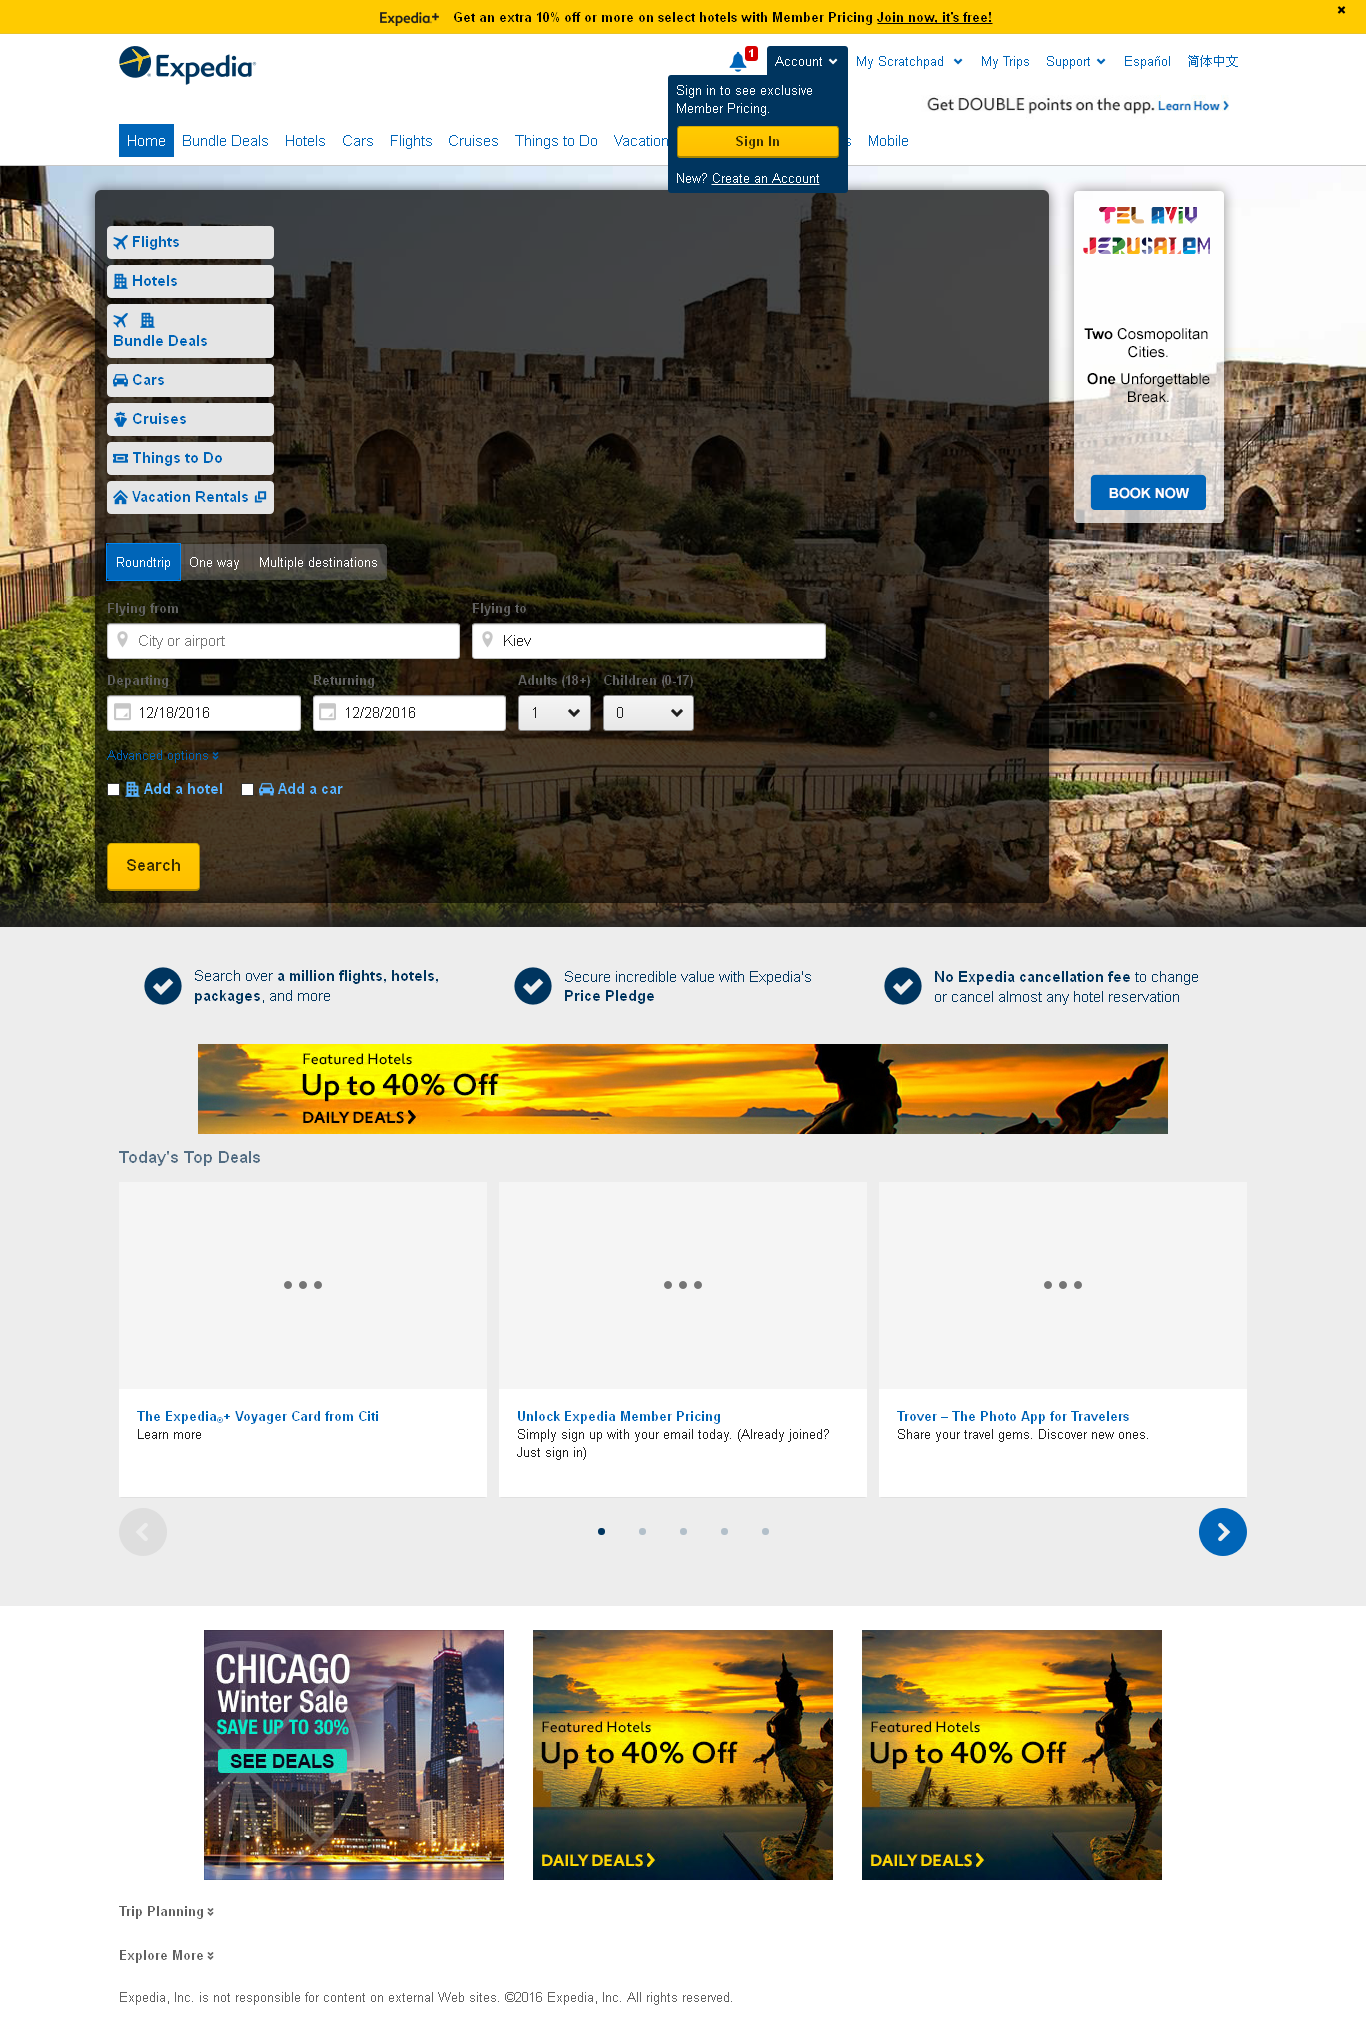 Expedia+ Get an extra 10% off or more on select hotels with Member Pricing Join now, it's free!
Expedia
1
Account
My Scratchpad
My Trips
Support
Español
简体中文
Sign in to see exclusive
Member Pricing.
Sign In
New? Create an Account
Get DOUBLE points on the app. Learn How
Home
Bundle Deals
Hotels
Cars
Flights
Cruises
Things to Do
Vacation
s
Mobile
Flights
Hotels
Bundle Deals
Cars
Cruises
Things to Do
Vacation Rentals
TEL AVIV
JERUSALEM
Two Cosmopolitan
Cities.
One Unforgettable
Break.
BOOK NOW
Roundtrip
One way
Multiple destinations
Flying from
Flying to
City or airport
Kiev
Departing
Returning
Adults (18+)
Children (0-17)
12/18/2016
12/28/2016
1
0
Advanced options
Add a hotel
Add a car
Search
Search over a million flights, hotels,
packages, and more
Secure incredible value with Expedia's
Price Pledge
No Expedia cancellation fee to change
or cancel almost any hotel reservation
Featured Hotels
Up to 40% Off
DAILY DEALS
Today's Top Deals
The Expedia®+ Voyager Card from Citi
Learn more
Unlock Expedia Member Pricing
Simply sign up with your email today. (Already joined?
Just sign in)
Trover – The Photo App for Travelers
Share your travel gems. Discover new ones.
CHICAGO
Winter Sale
SAVE UP TO 30%
SEE DEALS
Featured Hotels
Up to 40% Off
DAILY DEALS
Featured Hotels
Up to 40% Off
DAILY DEALS
Trip Planning
Explore More
Expedia, Inc. is not responsible for content on external Web sites. ©2016 Expedia, Inc. All rights reserved.